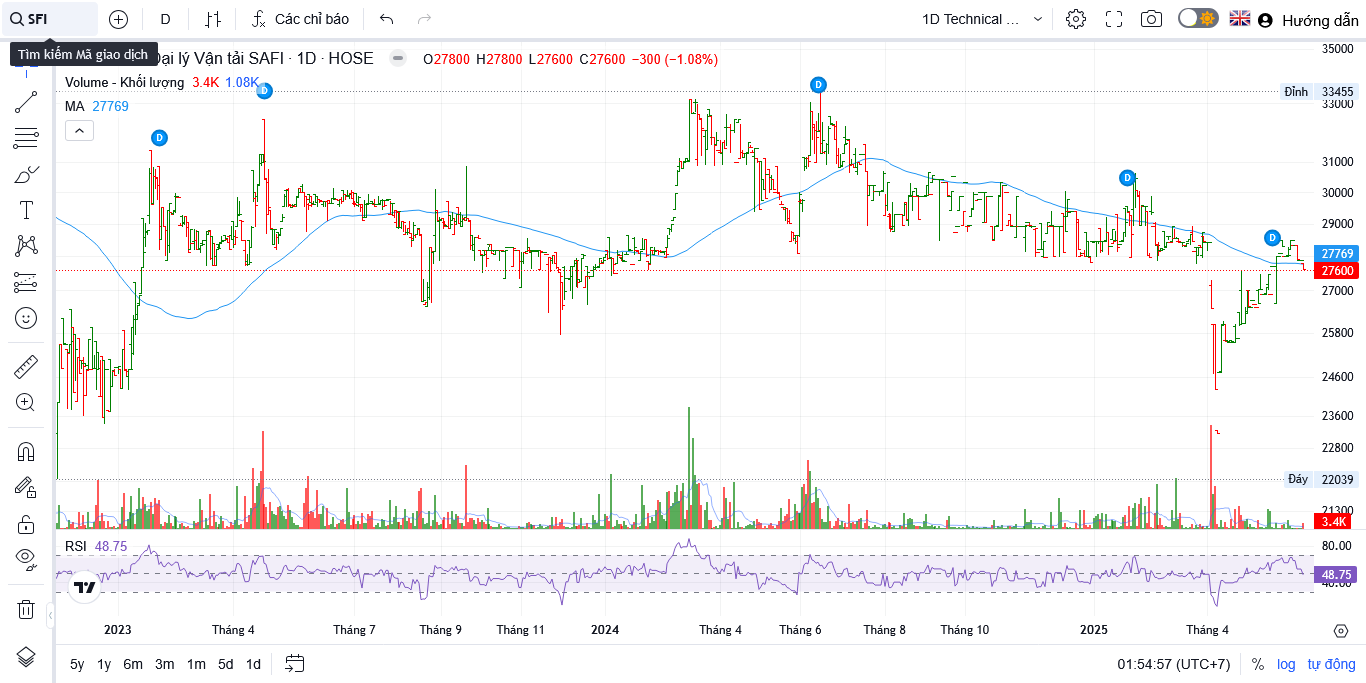 SFI
D
Các chỉ báo
1D Technical ...
Hướng dẫn
Tìm kiếm Mã giao dịch
ại lý Vận tải SAFI · 1D · HOSE
O27800 H27800 L27600 C27600 −300 (−1.08%)
Volume - Khối lượng 3.4K 1.08K
MA 27769
D
D
D
D
D
35000
Đỉnh 33455
33000
31000
30000
29000
27769
27600
27000
25800
24600
23600
22800
Đáy 22039
21300
3.4K
RSI 48.75
80.00
48.75
40.00
2023
Tháng 4
Tháng 7
Tháng 9
Tháng 11
2024
Tháng 4
Tháng 6
Tháng 8
Tháng 10
2025
Tháng 4
5y 1y 6m 3m 1m 5d 1d
01:54:57 (UTC+7)
% log tự động